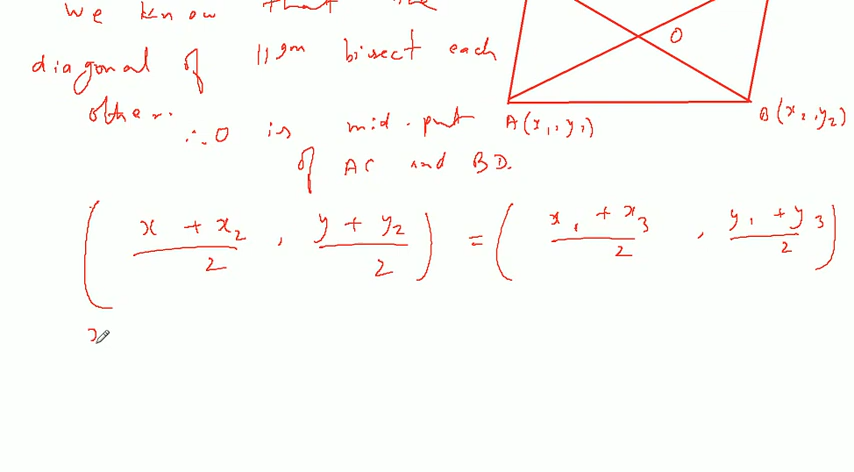 We know that the
diagonal of ||gm bisect each
other.
∴ O is mid-put
of AC and BD.
O
A(x₁, y₁)
B(x₂, y₂)
( x + x₂ / 2 , y + y₂ / 2 ) = ( x₁ + x₃ / 2 , y₁ + y₃ / 2 )